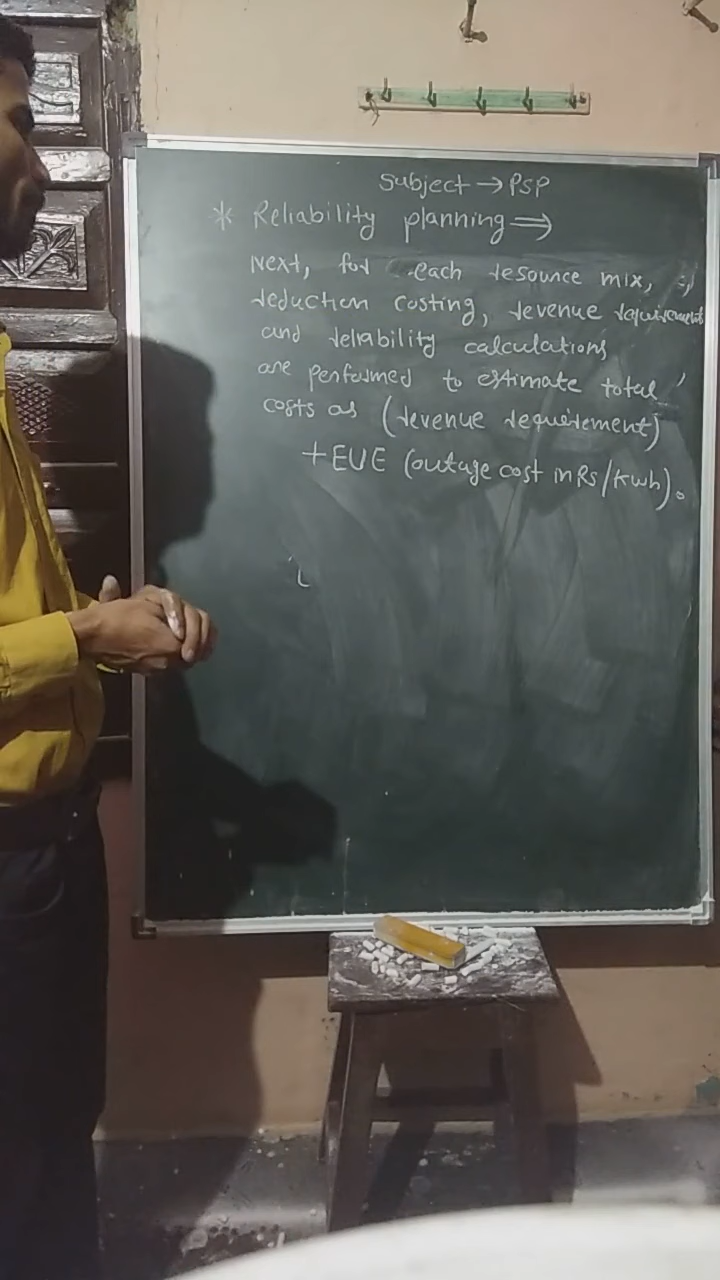 Subject → PSP
* Reliability planning ⇒
Next, for each resource mix,
reduction costing, revenue requirement
and reliability calculations
are performed to estimate total
costs as (revenue requirement)
+ EUE (outage cost in Rs/kwh).